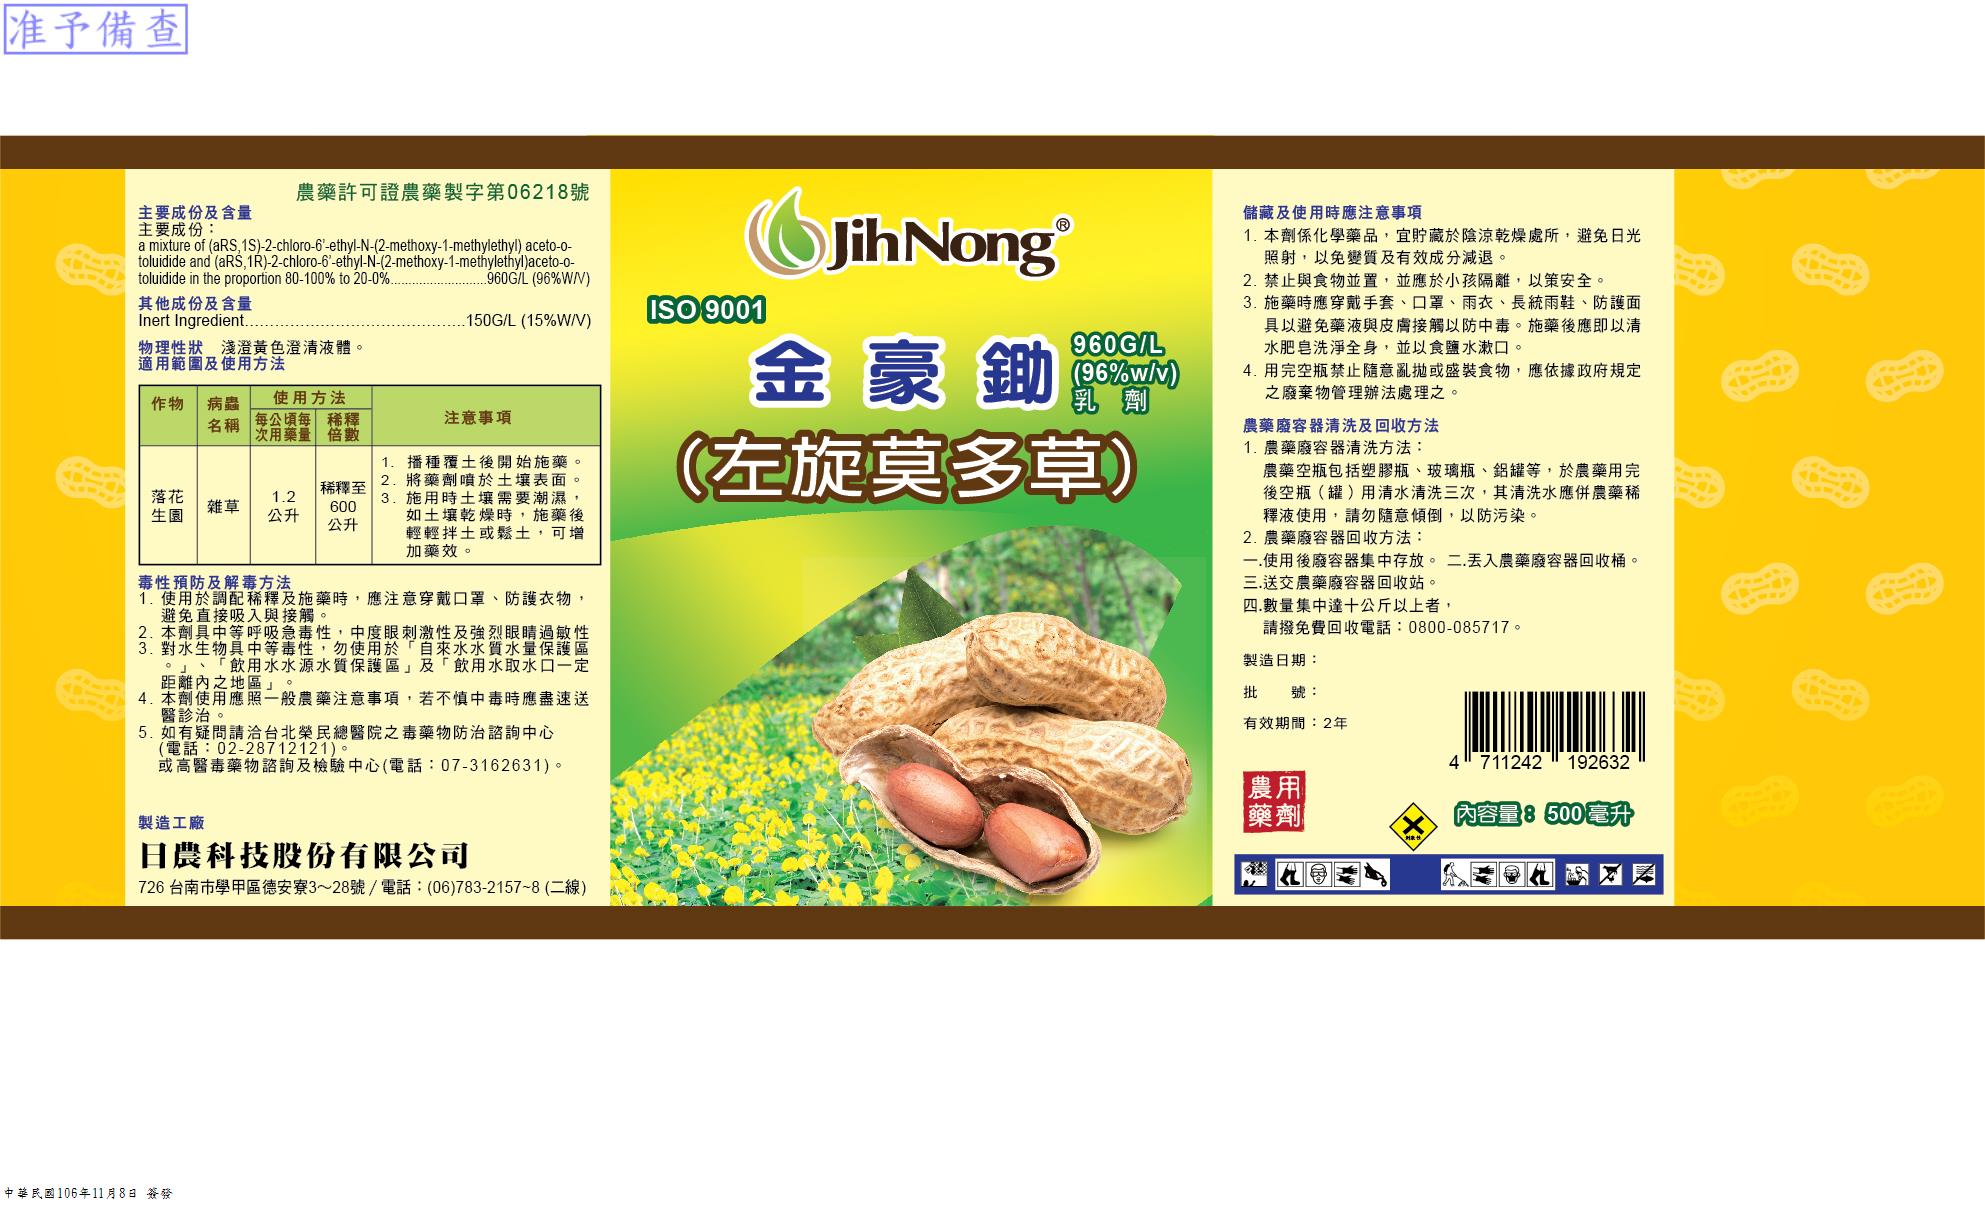 准予備查
農藥許可證農藥製字第06218號
主要成份及含量
主要成份：
a mixture of (aRS,1S)-2-chloro-6’-ethyl-N-(2-methoxy-1-methylethyl) aceto-o-
toluidide and (aRS,1R)-2-chloro-6’-ethyl-N-(2-methoxy-1-methylethyl)aceto-o-
toluidide in the proportion 80-100% to 20-0%...........................960G/L (96%W/V)
其他成份及含量
Inert Ingredient............................................150G/L (15%W/V)
物理性狀 淺澄黃色澄清液體。
適用範圍及使用方法
作物 病蟲名稱 使用方法 注意事項
每公頃每次用藥量 稀釋倍數
落花生園 雜草 1.2公升 稀釋至600公升
1. 播種覆土後開始施藥。
2. 將藥劑噴於土壤表面。
3. 施用時土壤需要潮濕，
如土壤乾燥時，施藥後
輕輕拌土或鬆土，可增
加藥效。
毒性預防及解毒方法
1. 使用於調配稀釋及施藥時，應注意穿戴口罩、防護衣物，
避免直接吸入與接觸。
2. 本劑具中等呼吸急毒性，中度眼刺激性及強烈眼睛過敏性
3. 對水生物具中等毒性，勿使用於「自來水水質水量保護區
。」、「飲用水水源水質保護區」及「飲用水取水口一定
距離內之地區」。
4. 本劑使用應照一般農藥注意事項，若不慎中毒時應盡速送
醫診治。
5. 如有疑問請洽台北榮民總醫院之毒藥物防治諮詢中心
(電話：02-28712121)。
或高醫毒藥物諮詢及檢驗中心(電話：07-3162631)。
製造工廠
日農科技股份有限公司
726 台南市學甲區德安寮3～28號 / 電話：(06)783-2157~8 (二線)
JihNong®
ISO 9001
金豪鋤
960G/L
(96%w/v)
乳 劑
（左旋莫多草）
儲藏及使用時應注意事項
1. 本劑係化學藥品，宜貯藏於陰涼乾燥處所，避免日光
照射，以免變質及有效成分減退。
2. 禁止與食物並置，並應於小孩隔離，以策安全。
3. 施藥時應穿戴手套、口罩、雨衣、長統雨鞋、防護面
具以避免藥液與皮膚接觸以防中毒。施藥後應即以清
水肥皂洗淨全身，並以食鹽水漱口。
4. 用完空瓶禁止隨意亂拋或盛裝食物，應依據政府規定
之廢棄物管理辦法處理之。
農藥廢容器清洗及回收方法
1. 農藥廢容器清洗方法：
農藥空瓶包括塑膠瓶、玻璃瓶、鋁罐等，於農藥用完
後空瓶（罐）用清水清洗三次，其清洗水應併農藥稀
釋液使用，請勿隨意傾倒，以防污染。
2. 農藥廢容器回收方法：
一.使用後廢容器集中存放。 二.丟入農藥廢容器回收桶。
三.送交農藥廢容器回收站。
四.數量集中達十公斤以上者，
請撥免費回收電話：0800-085717。
製造日期：
批 號：
有效期間：2年
4 711242 192632
農用藥劑
刺激性
內容量： 500毫升
中華民國106年11月8日 簽發